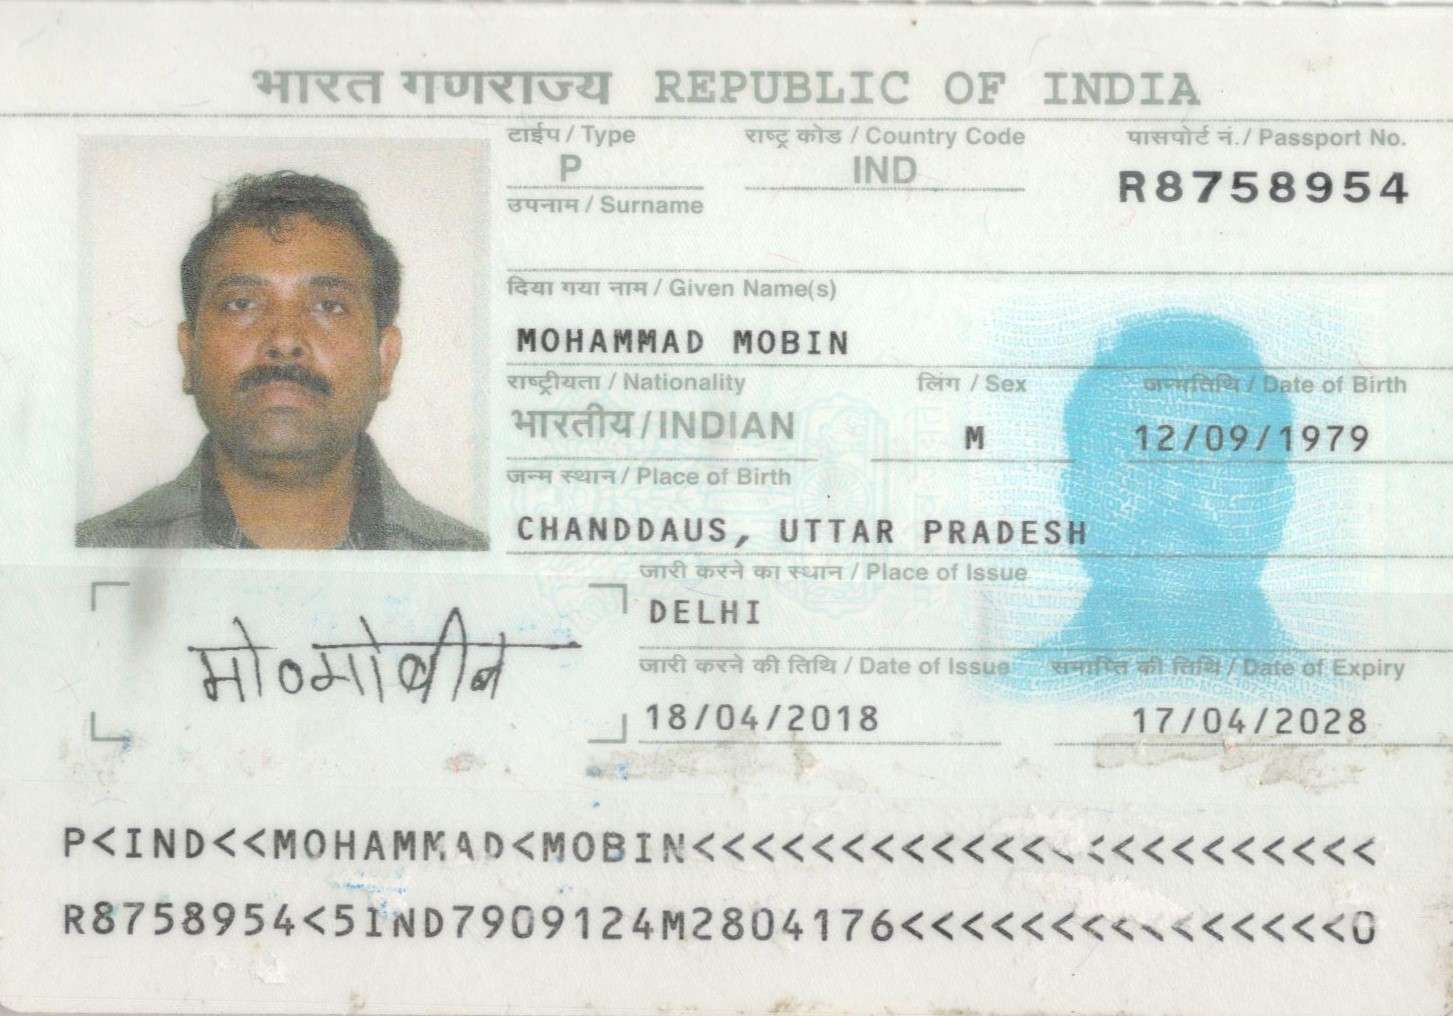 भारत गणराज्य REPUBLIC OF INDIA
टाईप / Type राष्ट्र कोड / Country Code पासपोर्ट नं. / Passport No.
P IND R8758954
उपनाम / Surname
दिया गया नाम / Given Name(s)
MOHAMMAD MOBIN
राष्ट्रीयता / Nationality लिंग / Sex जन्मतिथि / Date of Birth
भारतीय / INDIAN M 12/09/1979
जन्म स्थान / Place of Birth
CHANDDAUS, UTTAR PRADESH
जारी करने का स्थान / Place of Issue
DELHI
मो० मोबीन
जारी करने की तिथि / Date of Issue समाप्ति की तिथि / Date of Expiry
18/04/2018 17/04/2028
P<IND<<MOHAMMAD<MOBIN<<<<<<<<<<<<<<<<<<<<<<<
R8758954<5IND7909124M2804176<<<<<<<<<<<<<<<0